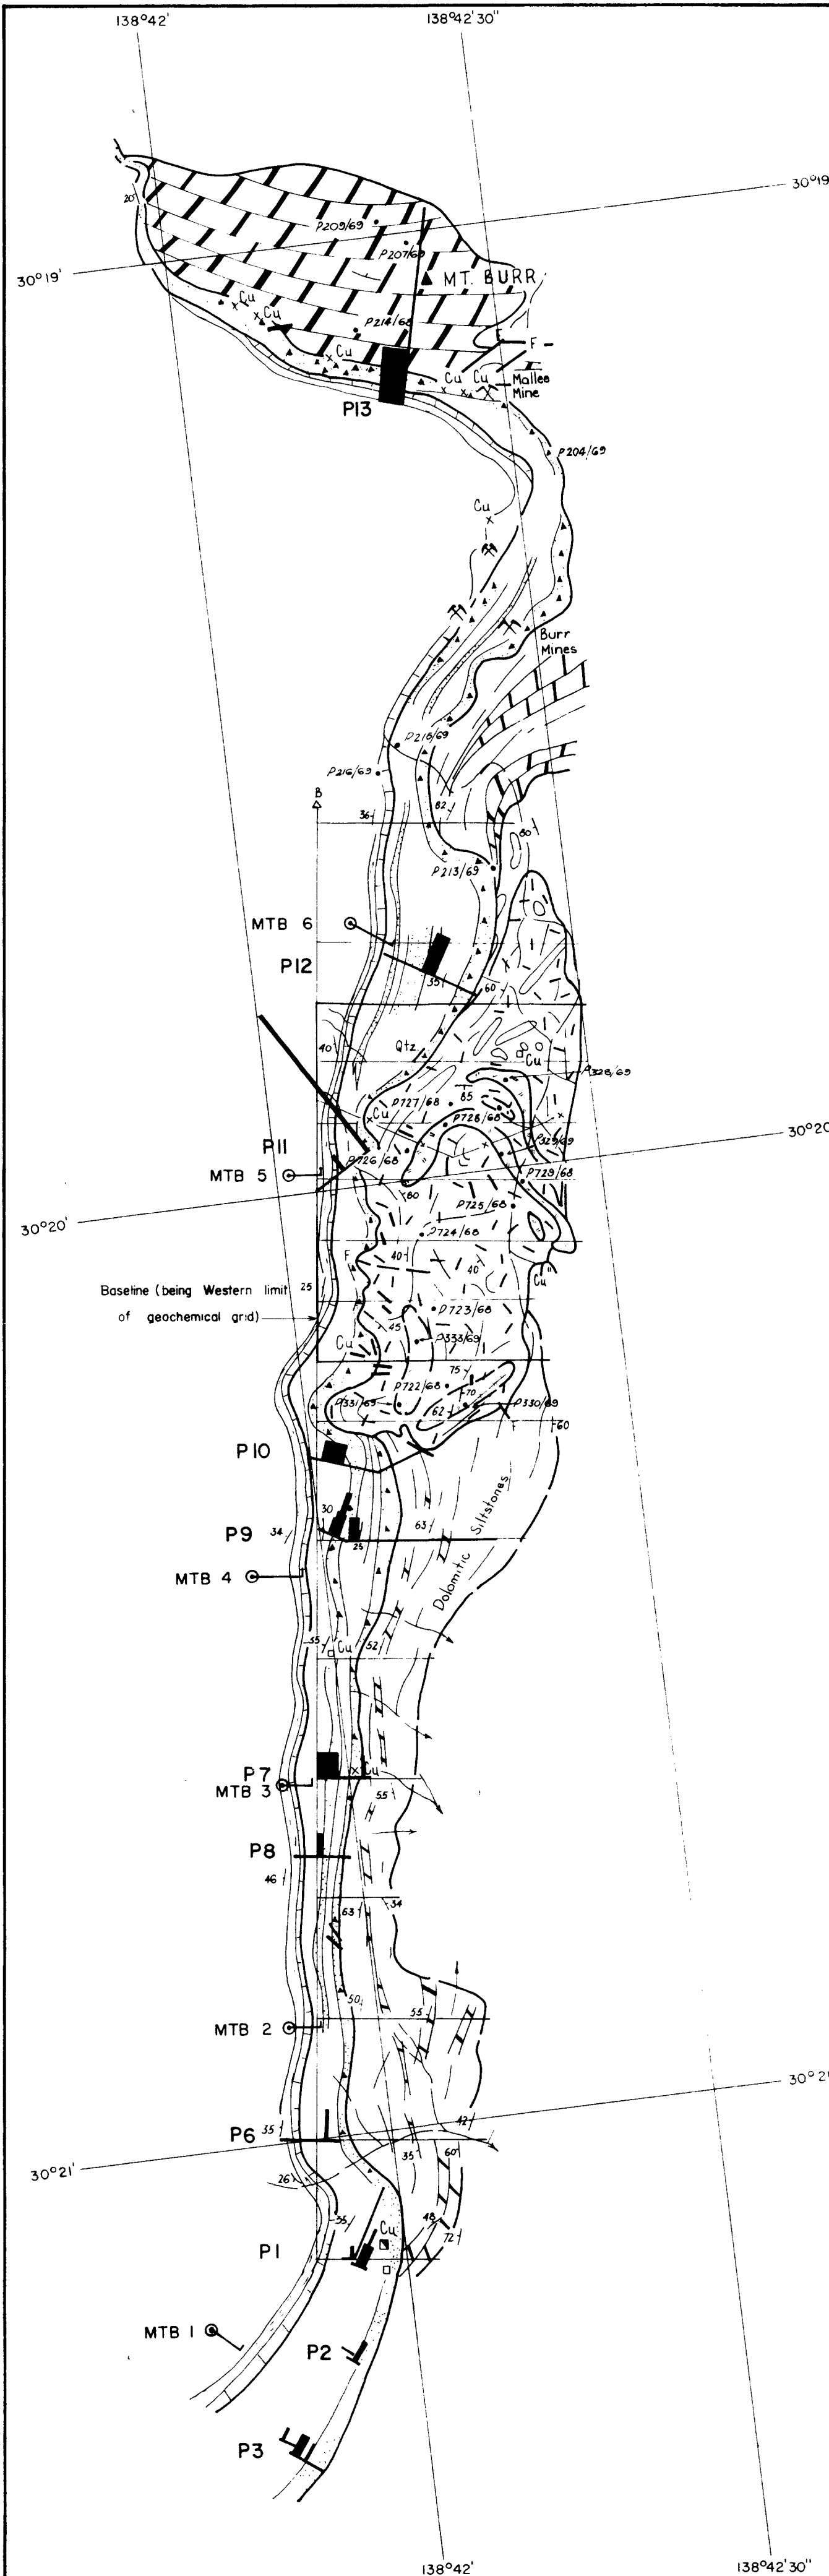 138°42'
138°42'30"
30°19'
20
P209/69
P207/69
30°19'
MT. BURR
Cu
Cu
P214/68
F
F
Cu
Cu
Cu
Mallee
Mine
P13
P204/69
Cu
Burr
Mines
P215/69
P216/69
B
82
36
80
P213/69
MTB 6
P12
35
60
40
Qtz
Cu
P328/69
P727/68
85
Cu
P728/68
30°20'
P11
P329/69
P726/68
MTB 5
80
P729/68
P725/68
30°20'
P724/68
F
40
40
Cu
Baseline (being Western limit
25
of geochemical grid)
P723/68
45
P333/69
Cu
75
P722/68
70
P331/69
62
P330/69
F
60
P10
Dolomitic Siltstones
30
P9
34
63
25
MTB 4
35
Cu
52
P7
Cu
MTB 3
55
P8
46
63
34
50
55
MTB 2
30°21'
42
P6
35
35
60
30°21'
26
35
48
Cu
72
P1
MTB 1
P2
P3
138°42'
138°42'30"